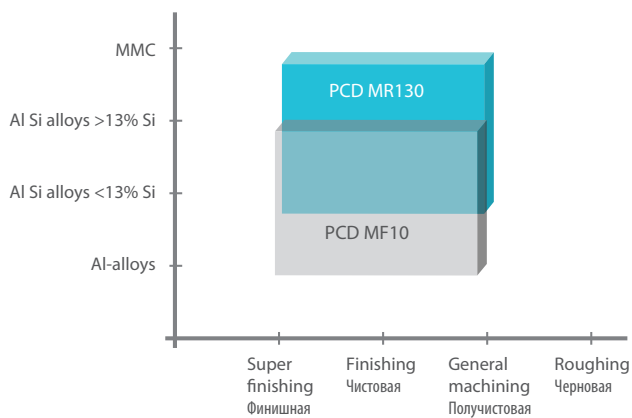 MMC
PCD MR130
Al Si alloys >13% Si
Al Si alloys <13% Si
PCD MF10
Al-alloys
Super
finishing
Финишная
Finishing
Чистовая
General
machining
Получистовая
Roughing
Черновая